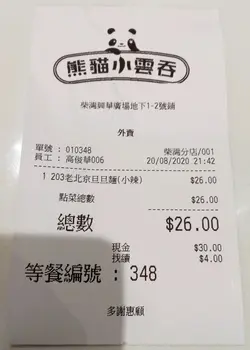 熊貓小雲吞
柴灣興華廣場地下1-2號鋪
外賣
單號 : 010348 柴灣分店/001
員工 : 高俊華006 20/08/2020 21:42
1 203老北京旦旦麵(小辣) $26.00
點菜總數 $26.00
總數 $26.00
現金 $30.00
找續 $4.00
等餐編號 : 348
多謝惠顧